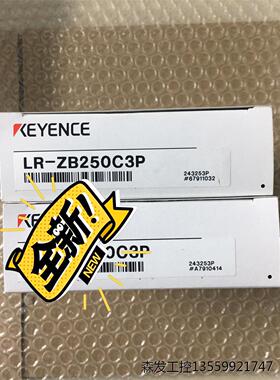 KEYENCE
LR-ZB250C3P
243253P
#67911032
KEYENCE
50C3P
243253P
#A7910414
全新!
NEW
森发工控13559921747